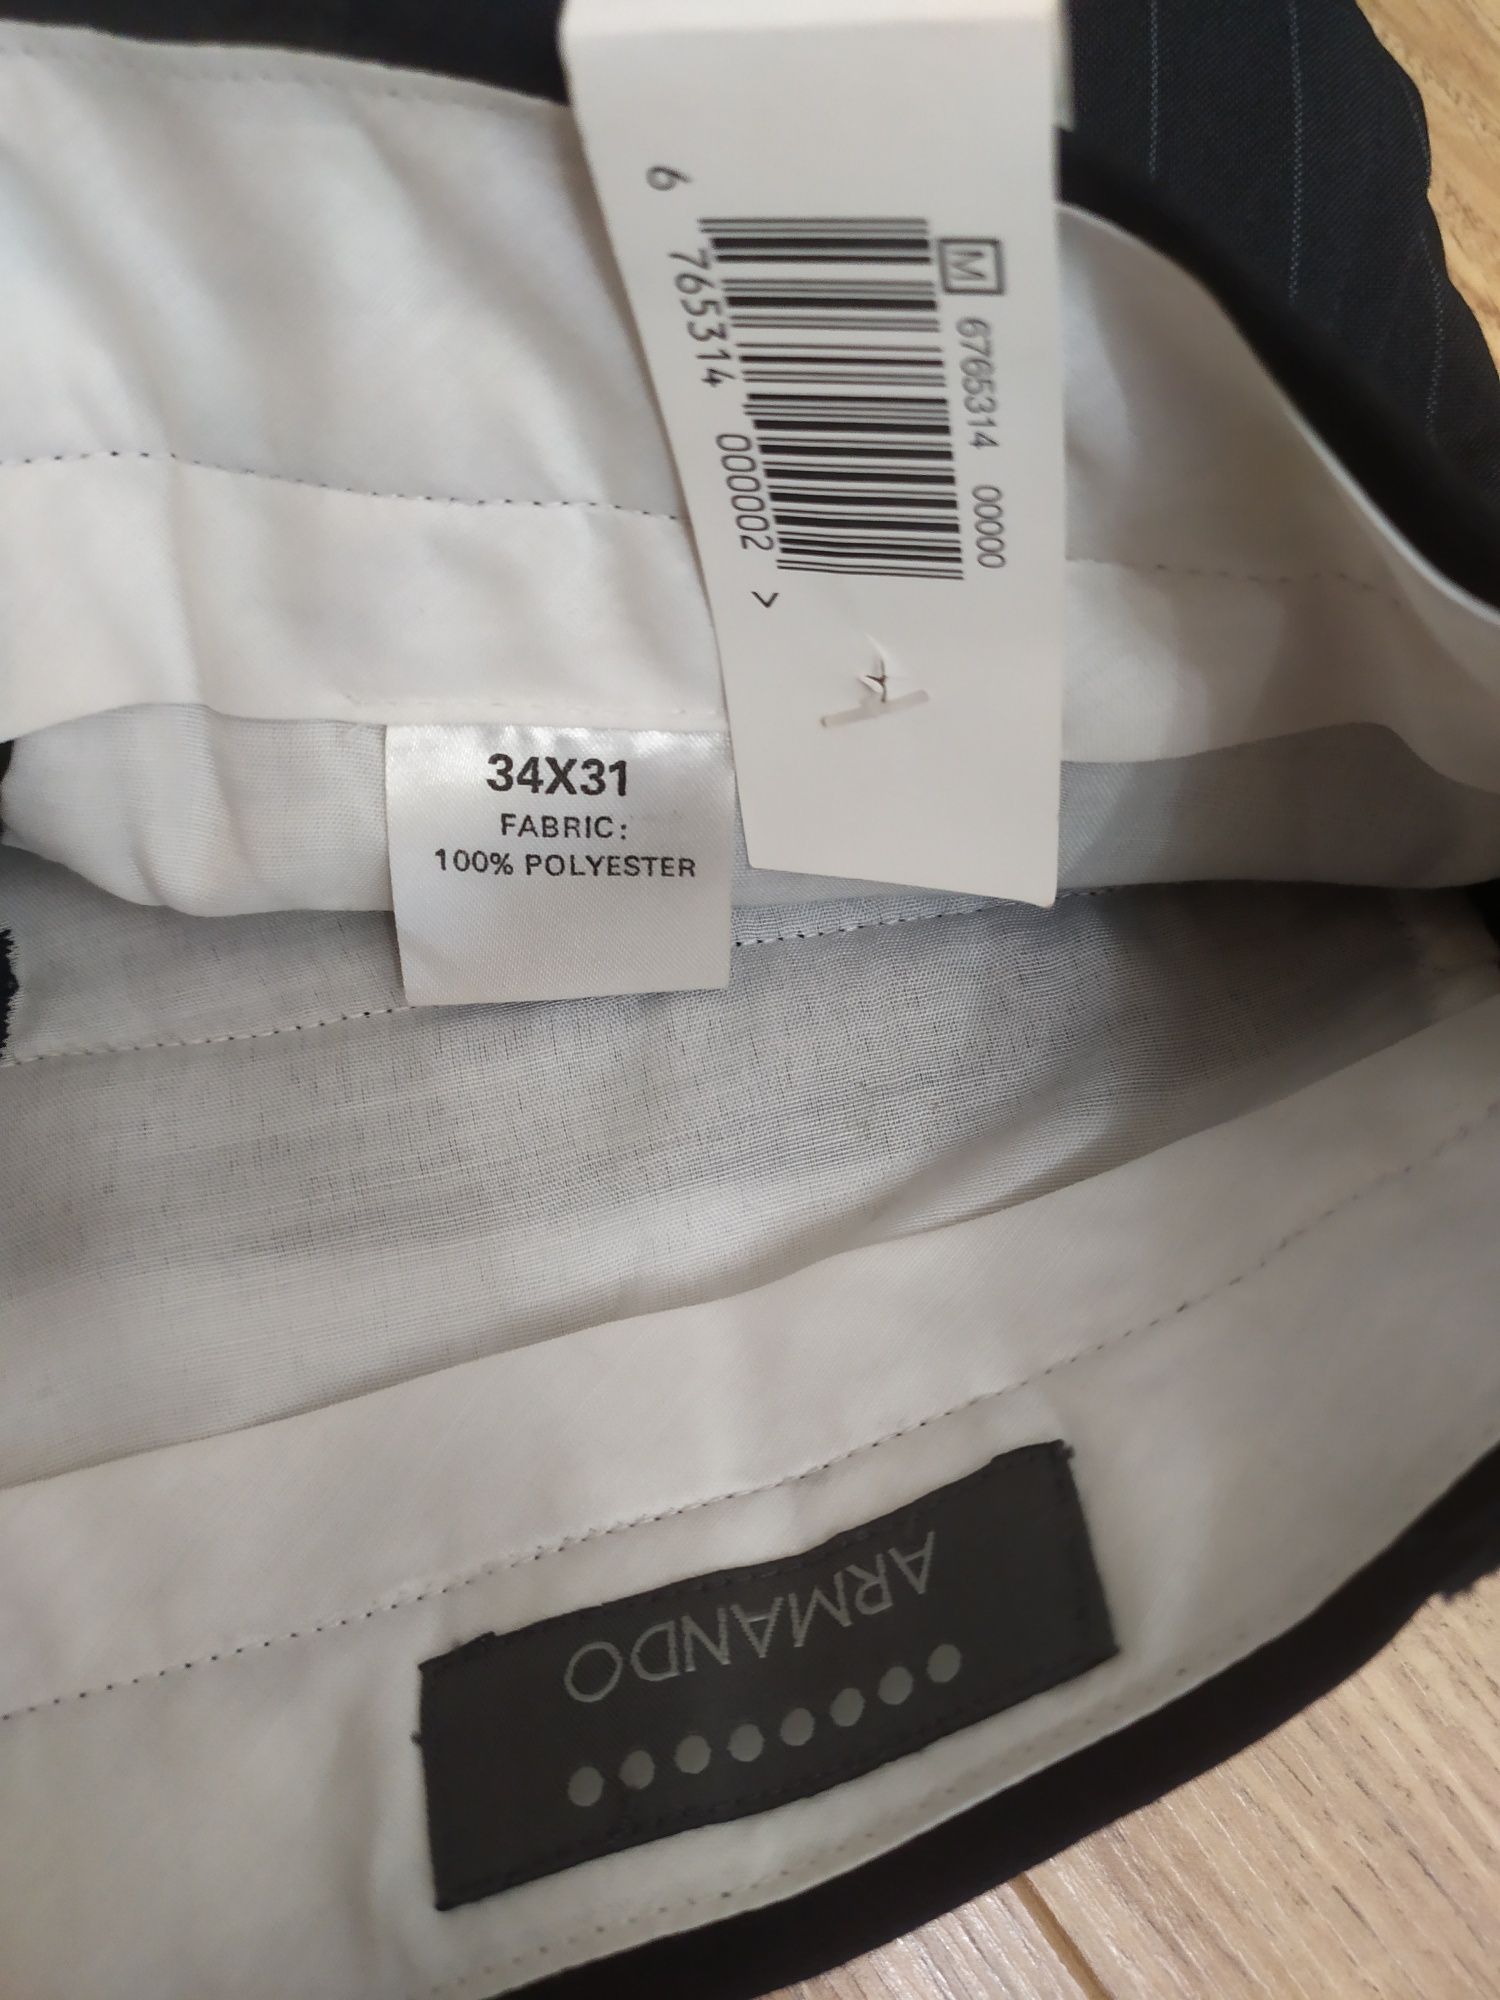 M 6765314 00000
6 765314 000002 >
34X31
FABRIC:
100% POLYESTER
ARMANDO